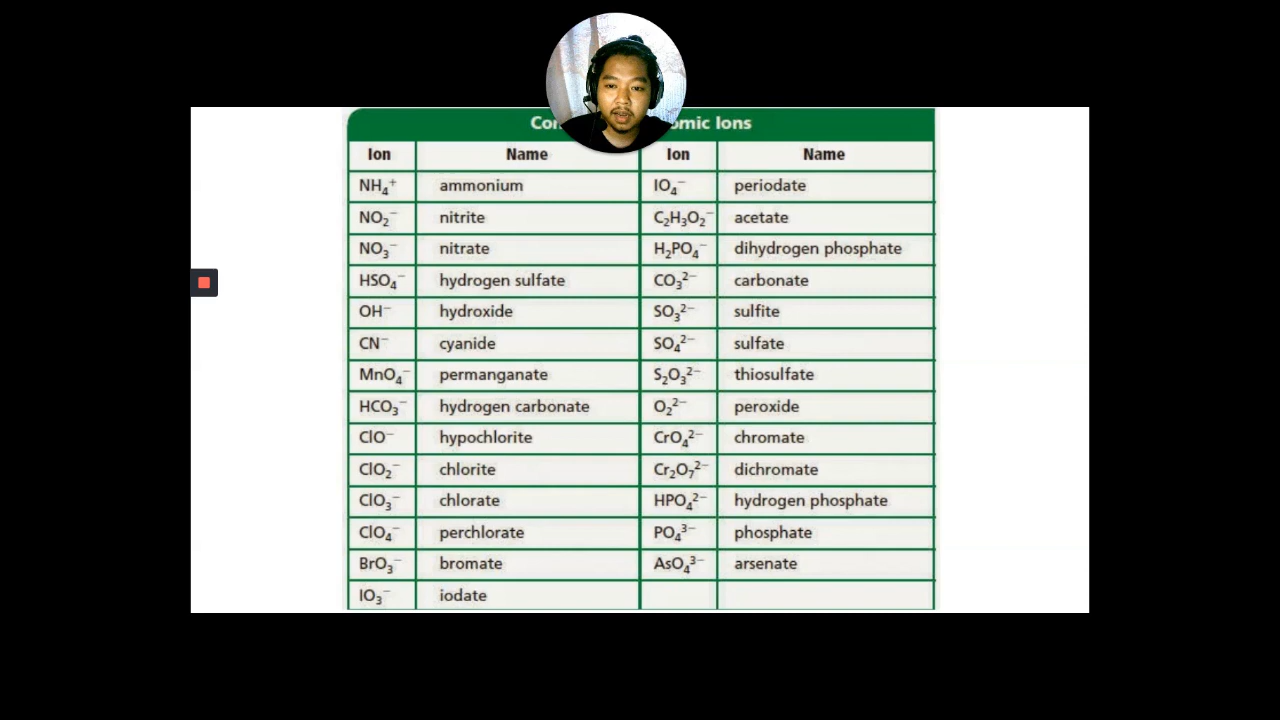 Con omic Ions
Ion Name Ion Name
NH₄⁺ ammonium IO₄⁻ periodate
NO₂⁻ nitrite C₂H₃O₂⁻ acetate
NO₃⁻ nitrate H₂PO₄⁻ dihydrogen phosphate
HSO₄⁻ hydrogen sulfate CO₃²⁻ carbonate
OH⁻ hydroxide SO₃²⁻ sulfite
CN⁻ cyanide SO₄²⁻ sulfate
MnO₄⁻ permanganate S₂O₃²⁻ thiosulfate
HCO₃⁻ hydrogen carbonate O₂²⁻ peroxide
ClO⁻ hypochlorite CrO₄²⁻ chromate
ClO₂⁻ chlorite Cr₂O₇²⁻ dichromate
ClO₃⁻ chlorate HPO₄²⁻ hydrogen phosphate
ClO₄⁻ perchlorate PO₄³⁻ phosphate
BrO₃⁻ bromate AsO₄³⁻ arsenate
IO₃⁻ iodate